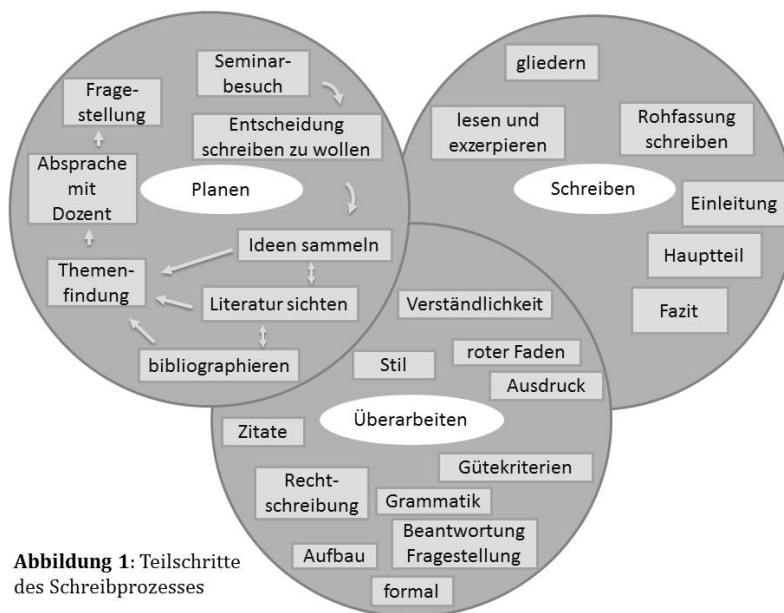 Seminar-
besuch
Frage-
stellung
Entscheidung
schreiben zu wollen
Absprache
mit
Dozent
Planen
Ideen sammeln
Themen-
findung
Literatur sichten
bibliographieren
gliedern
lesen und
exzerpieren
Rohfassung
schreiben
Schreiben
Einleitung
Hauptteil
Fazit
Verständlichkeit
roter Faden
Stil
Ausdruck
Überarbeiten
Zitate
Gütekriterien
Recht-
schreibung
Grammatik
Beantwortung
Fragestellung
Aufbau
formal
Abbildung 1: Teilschritte
des Schreibprozesses